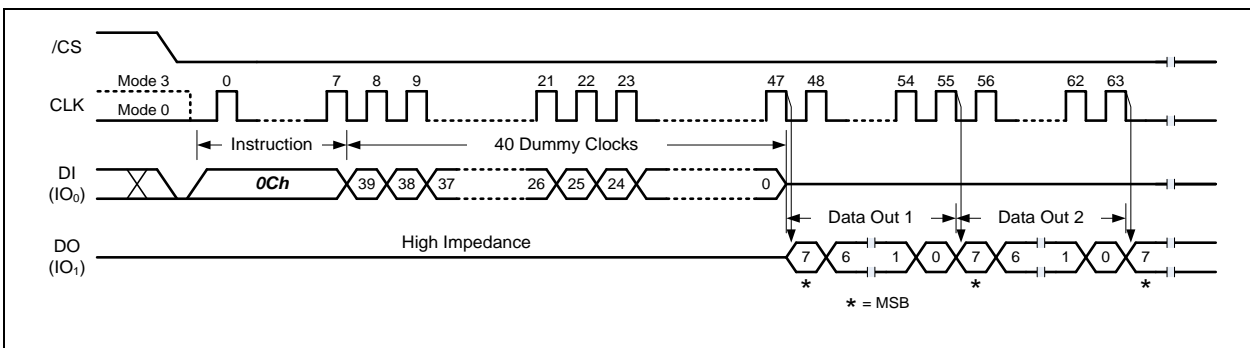 /CS
Mode 3 0 7 8 9 21 22 23 47 48 54 55 56 62 63
CLK
Mode 0
Instruction 40 Dummy Clocks
DI
(IO₀)
0Ch 39 38 37 26 25 24 0
Data Out 1 Data Out 2
DO
(IO₁)
High Impedance
7 6 1 0 7 6 1 0 7
* * *
* = MSB